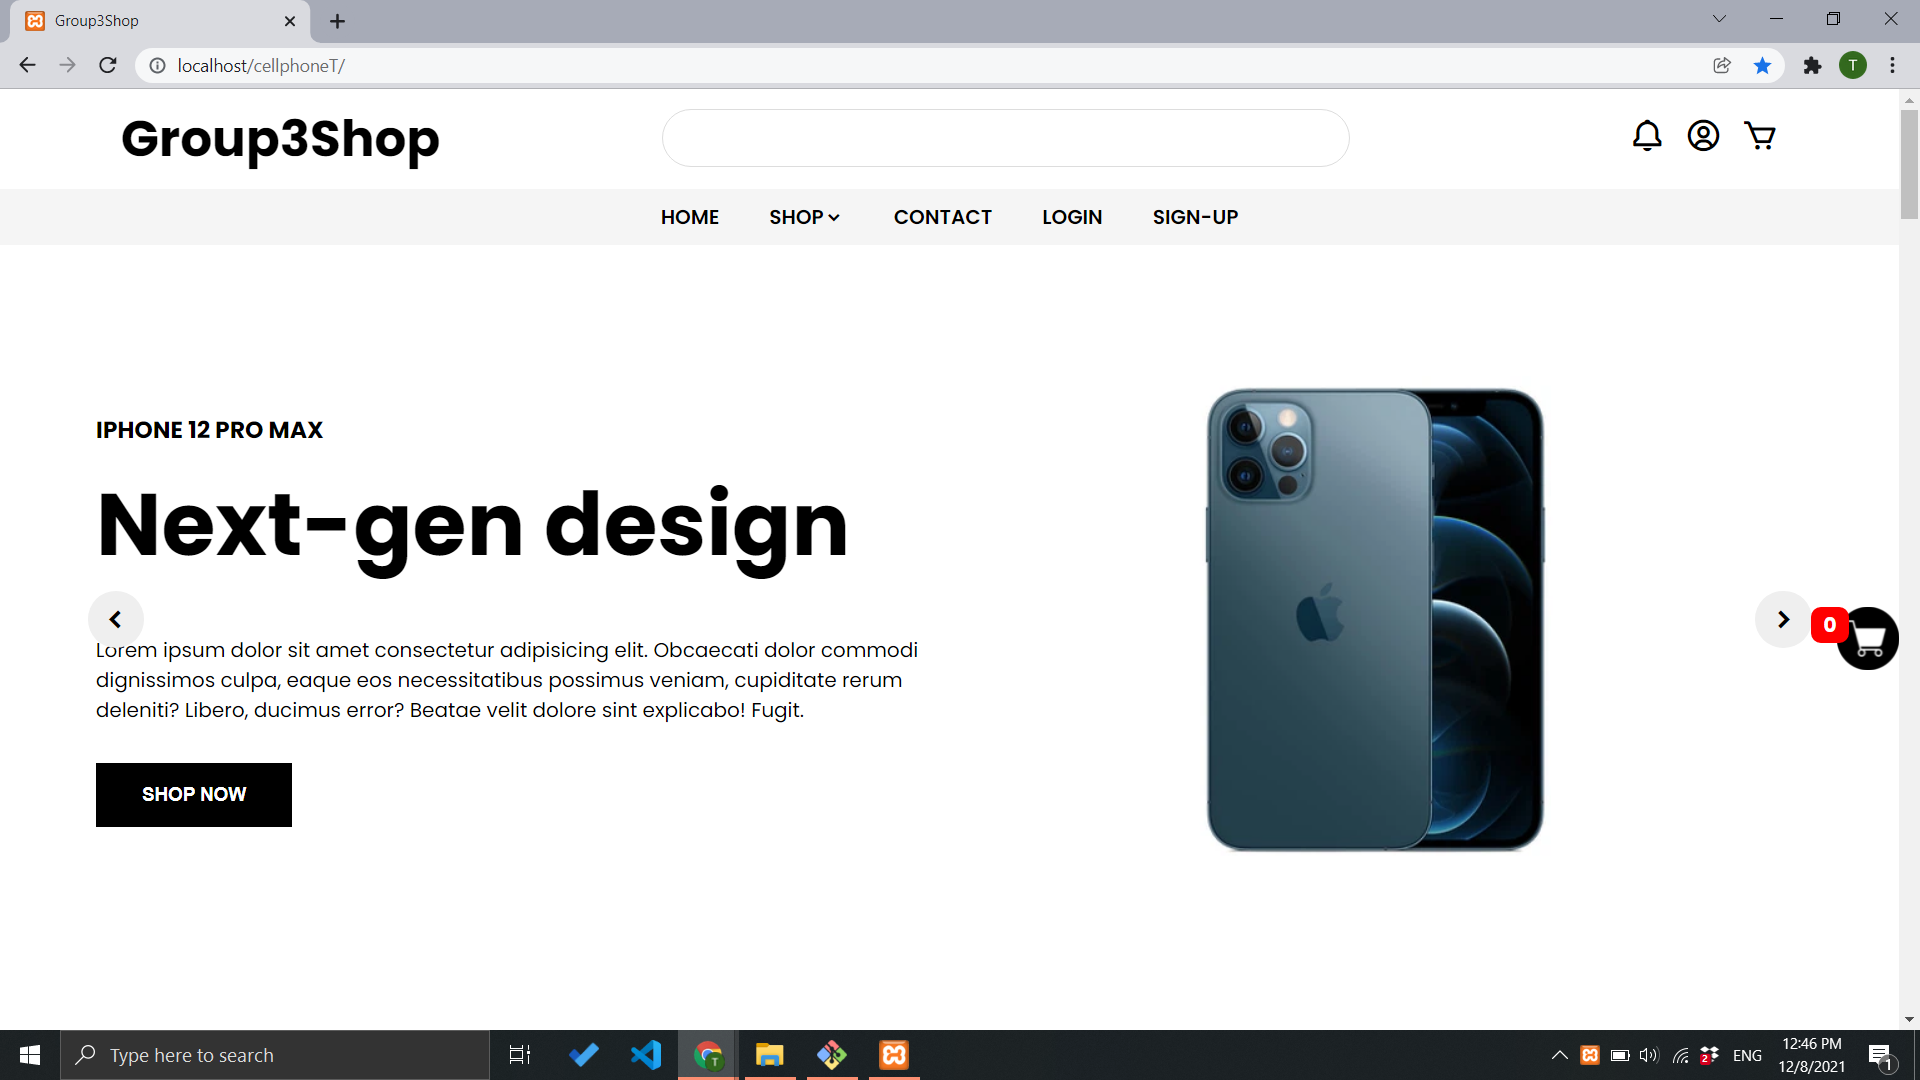 Group3Shop
localhost/cellphoneT/
T
Group3Shop
HOME SHOP CONTACT LOGIN SIGN-UP
IPHONE 12 PRO MAX
Next-gen design
Lorem ipsum dolor sit amet consectetur adipisicing elit. Obcaecati dolor commodi
dignissimos culpa, eaque eos necessitatibus possimus veniam, cupiditate rerum
deleniti? Libero, ducimus error? Beatae velit dolore sint explicabo! Fugit.
SHOP NOW
0
Type here to search
T
2
ENG
12:46 PM
12/8/2021
1